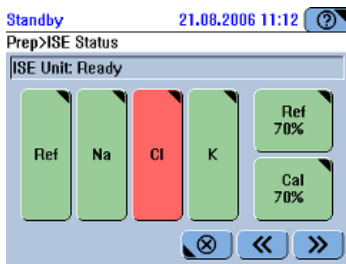 Standby 21.08.2006 11:12 ?
Prep>ISE Status
ISE Unit: Ready
Ref Na Cl K
Ref
70%
Cal
70%